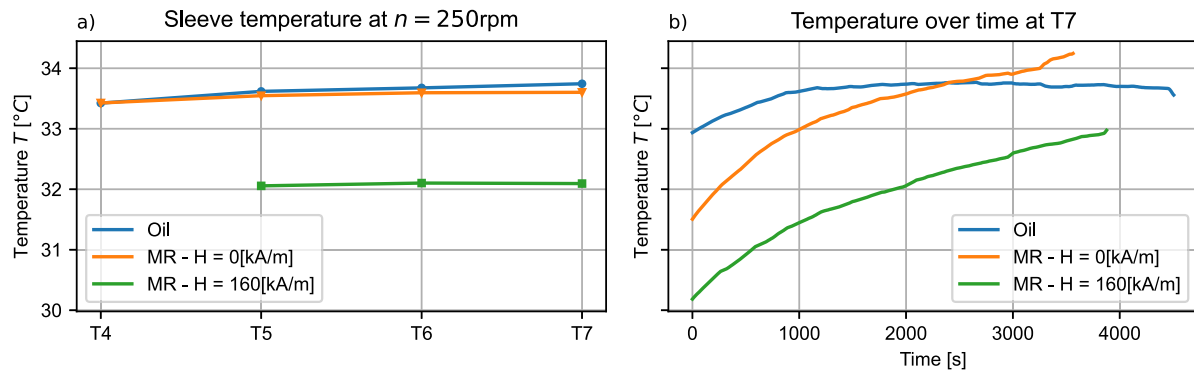 a)
Sleeve temperature at n = 250rpm
Temperature T [°C]
34
33
32
31
30
T4
T5
T6
T7
Oil
MR - H = 0[kA/m]
MR - H = 160[kA/m]
b)
Temperature over time at T7
Temperature T [°C]
0
1000
2000
3000
4000
Time [s]
Oil
MR - H = 0[kA/m]
MR - H = 160[kA/m]